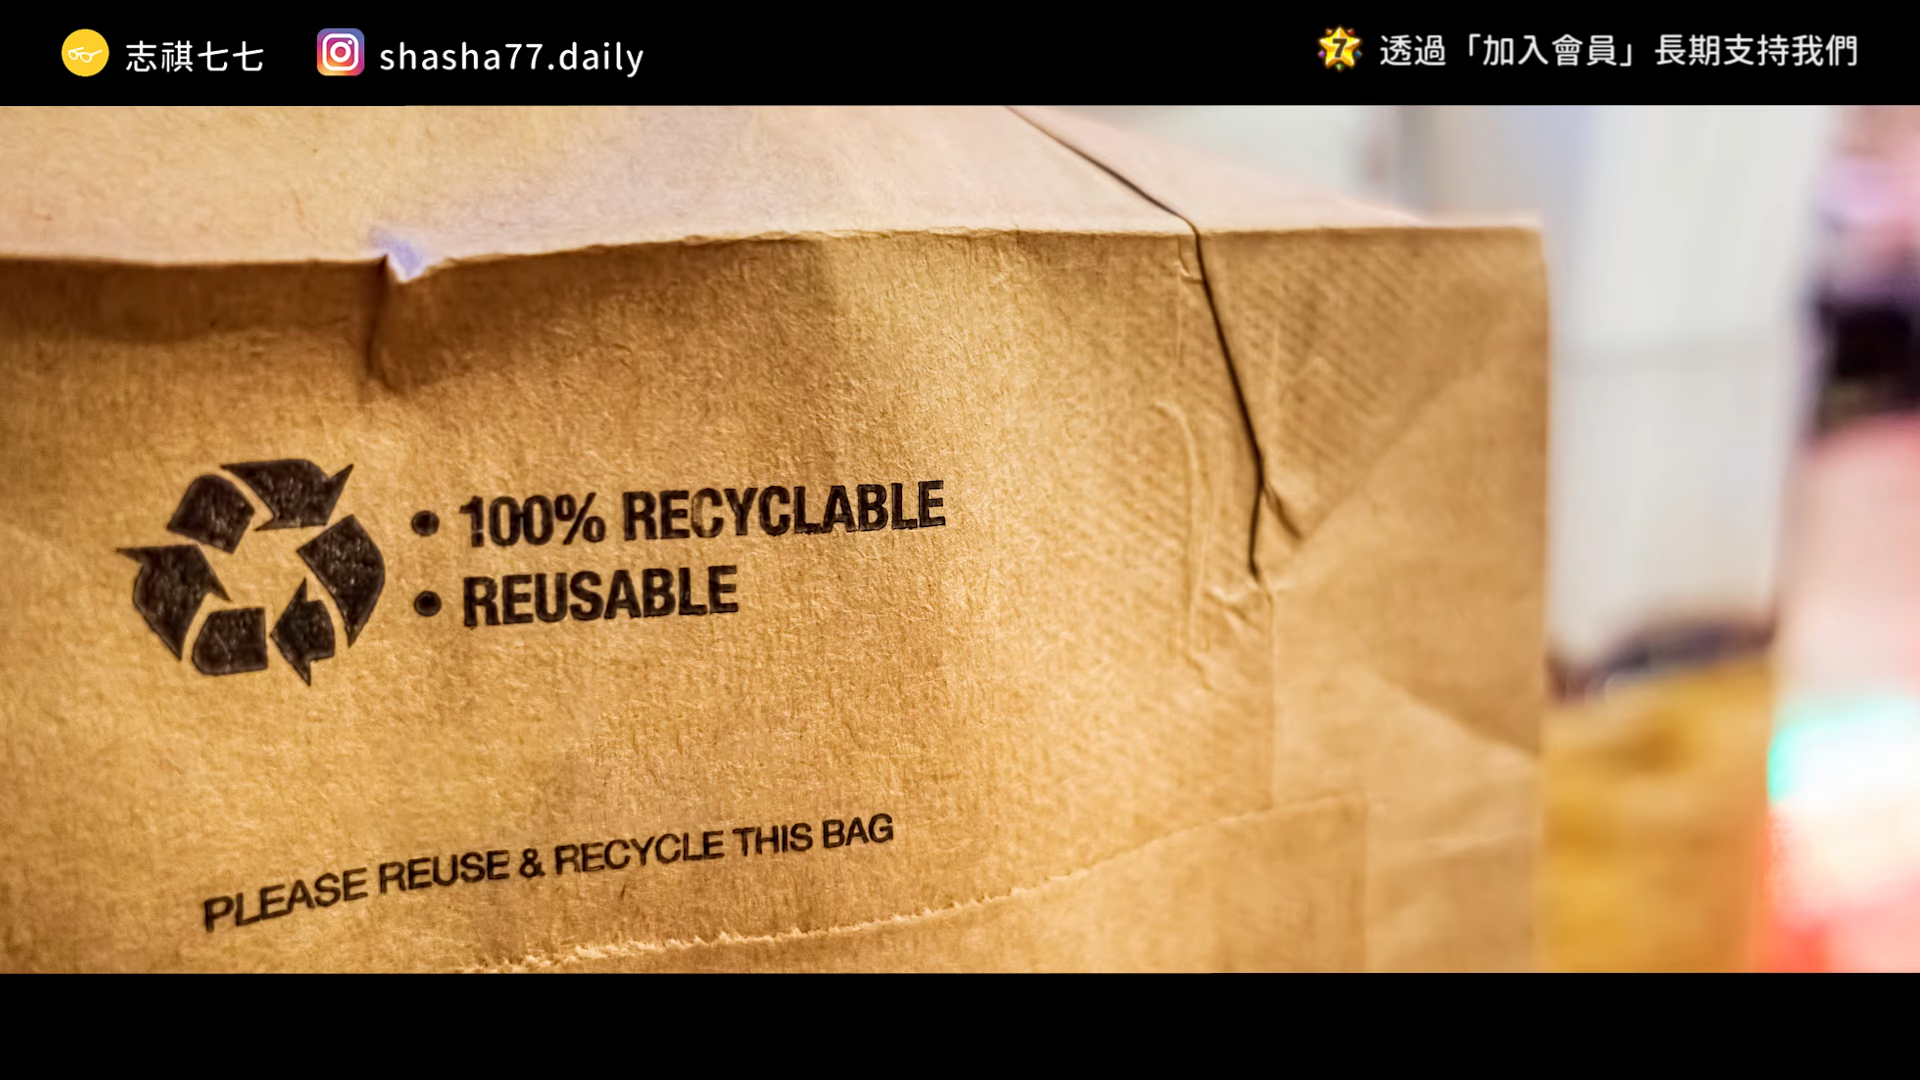 志祺七七
shasha77.daily
7 透過「加入會員」長期支持我們
• 100% RECYCLABLE
• REUSABLE
PLEASE REUSE & RECYCLE THIS BAG